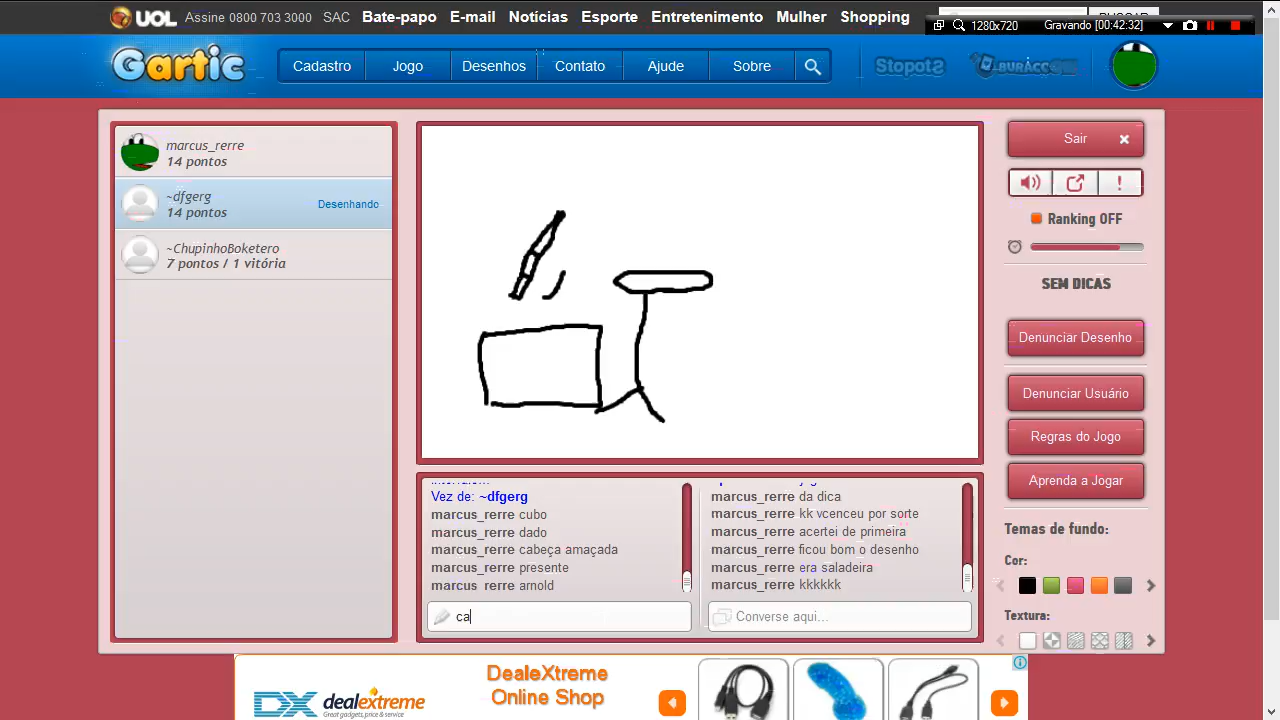 UOL Assine 0800 703 3000 SAC Bate-papo E-mail Notícias Esporte Entretenimento Mulher Shopping
1280x720 Gravando [00:42:32]
Gartic Cadastro Jogo Desenhos Contato Ajude Sobre StopotS BURACO
marcus_rerre
14 pontos
~dfgerg
14 pontos
Desenhando
~ChupinhoBoketero
7 pontos / 1 vitória
Sair ×
!
Ranking OFF
SEM DICAS
Denunciar Desenho
Denunciar Usuário
Regras do Jogo
Aprenda a Jogar
Temas de fundo:
Cor:
Textura:
Vez de: ~dfgerg
marcus_rerre cubo
marcus_rerre dado
marcus_rerre cabeça amaçada
marcus_rerre presente
marcus_rerre arnold
ca
marcus_rerre da dica
marcus_rerre kk vcenceu por sorte
marcus_rerre acertei de primeira
marcus_rerre ficou bom o desenho
marcus_rerre era saladeira
marcus_rerre kkkkkk
Converse aqui...
DealeXtreme
Online Shop
DX dealextreme
Great gadgets, price & service